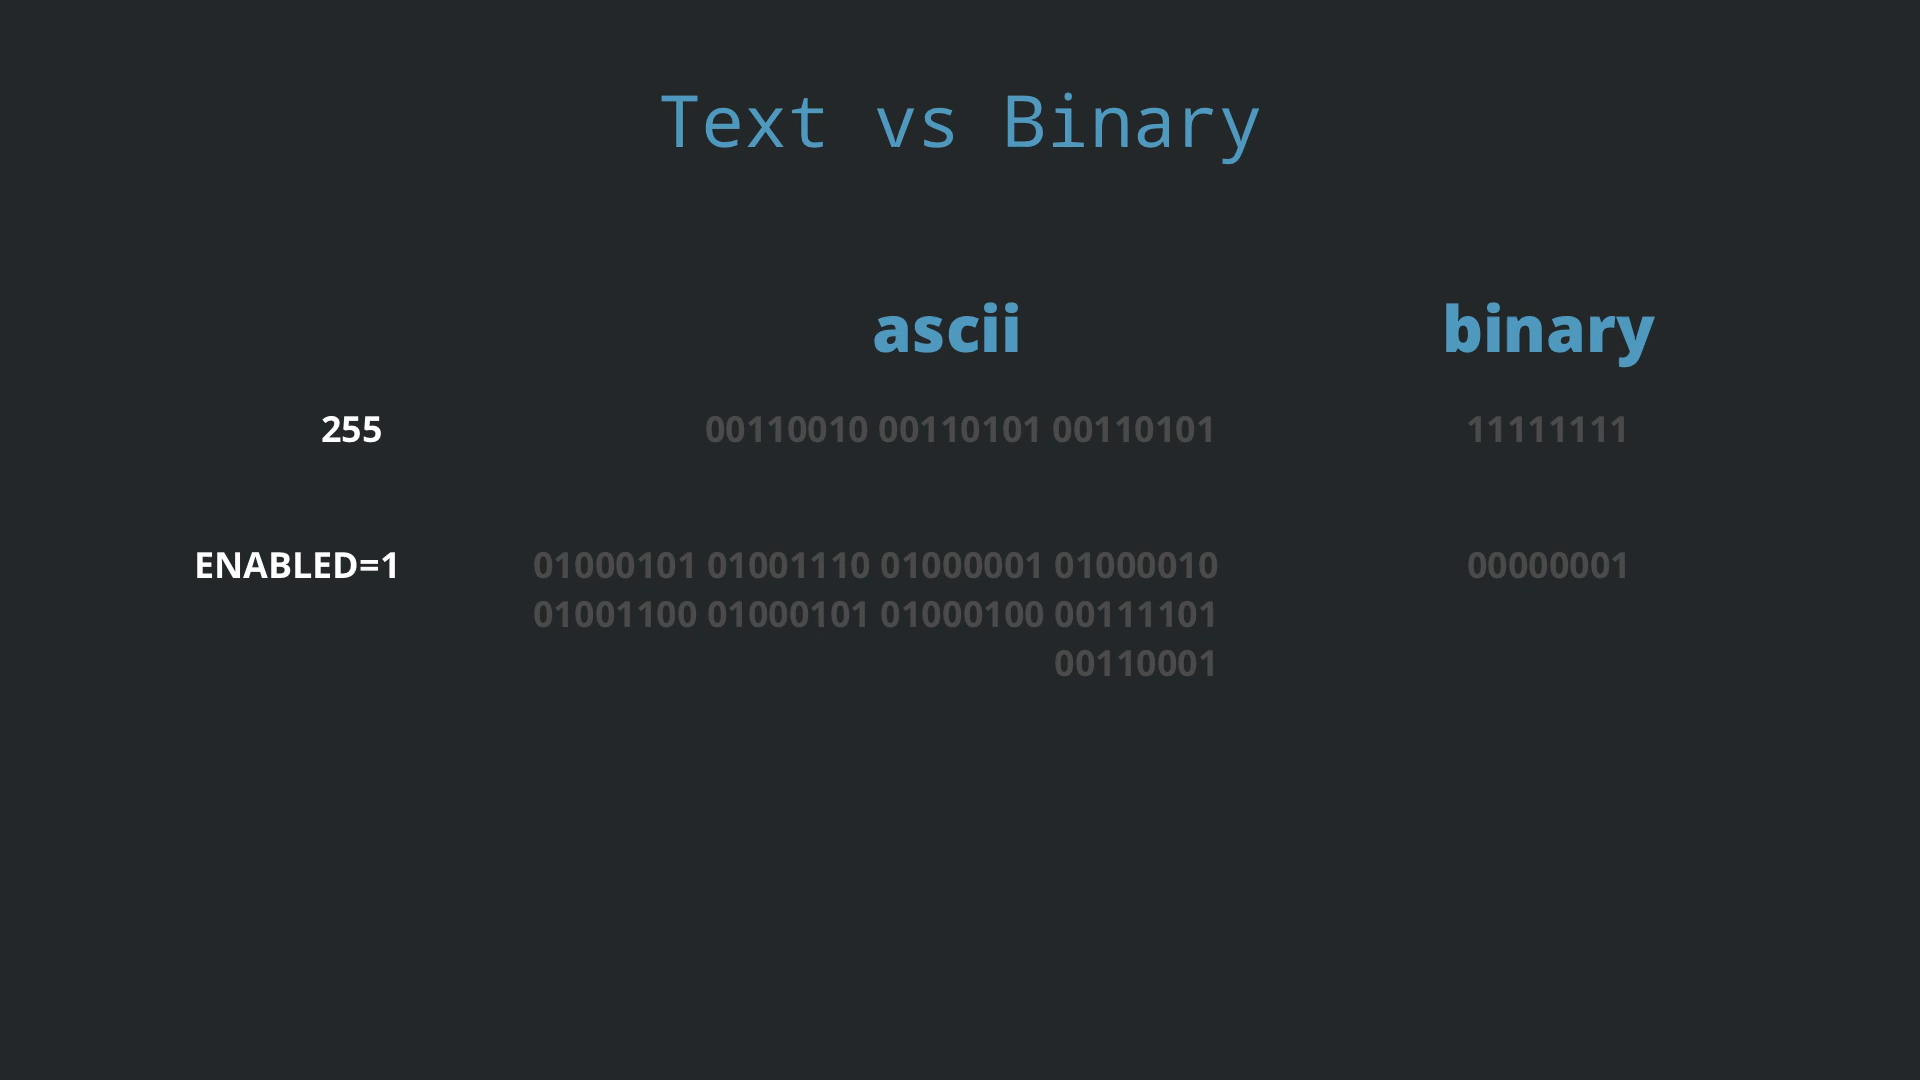 Text vs Binary
ascii binary
255 00110010 00110101 00110101 11111111
ENABLED=1 01000101 01001110 01000001 01000010 00000001
01001100 01000101 01000100 00111101
00110001